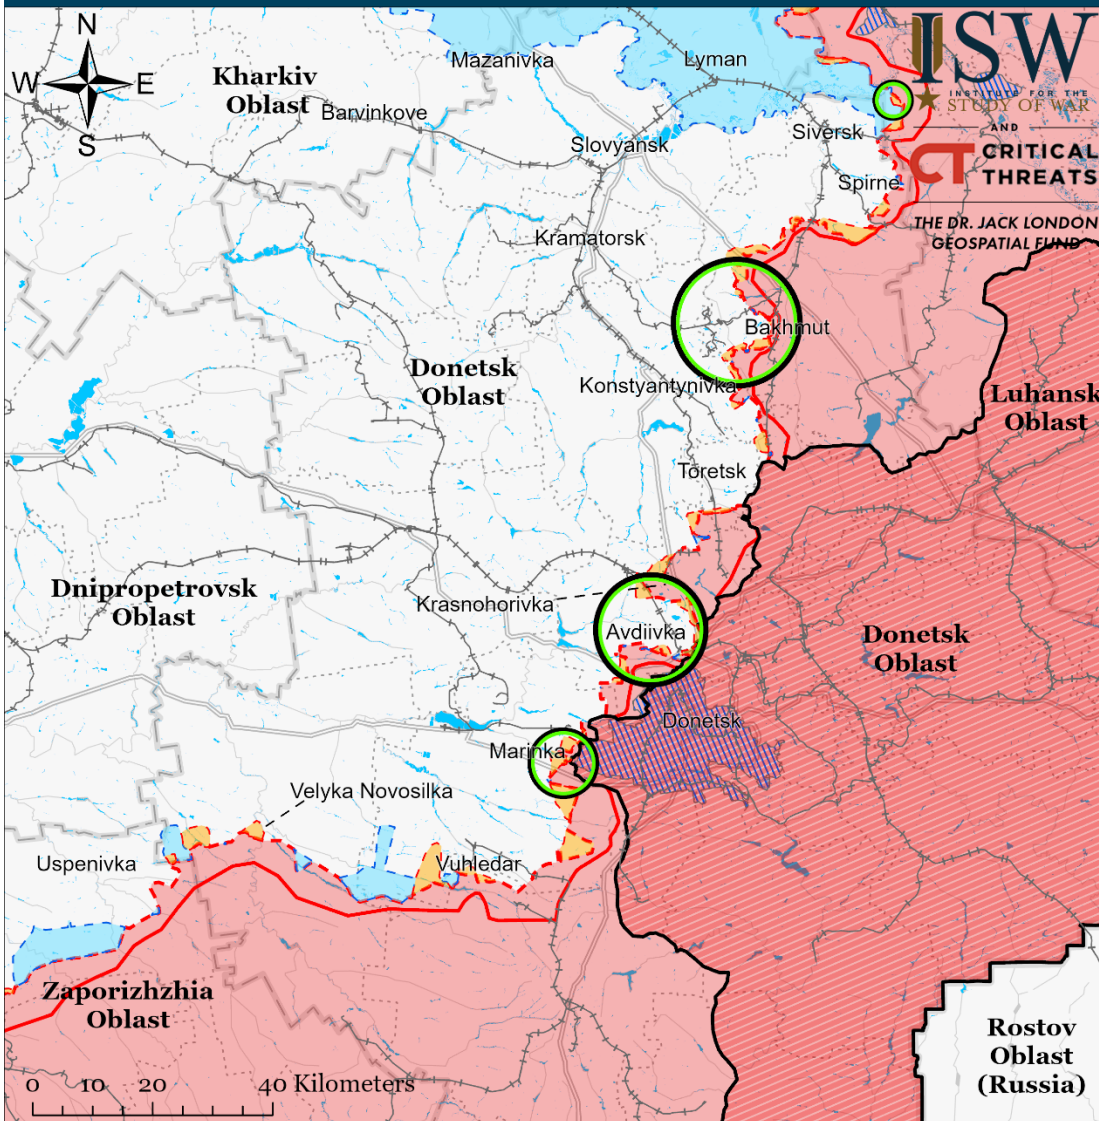 N
W E
S
Kharkiv
Oblast
Mazanivka
Lyman
Barvinkove
Slovyansk
Siversk
Spirne
Kramatorsk
ISW
INSTITUTE FOR THE
STUDY OF WAR
AND
CT CRITICAL
THREATS
THE DR. JACK LONDON
GEOSPATIAL FUND
Bakhmut
Donetsk
Oblast
Konstyantynivka
Luhansk
Oblast
Toretsk
Dnipropetrovsk
Oblast
Krasnohorivka
Avdiivka
Donetsk
Oblast
Donetsk
Marinka
Velyka Novosilka
Uspenivka
Vuhledar
Zaporizhzhia
Oblast
Rostov
Oblast
(Russia)
0 10 20 40 Kilometers